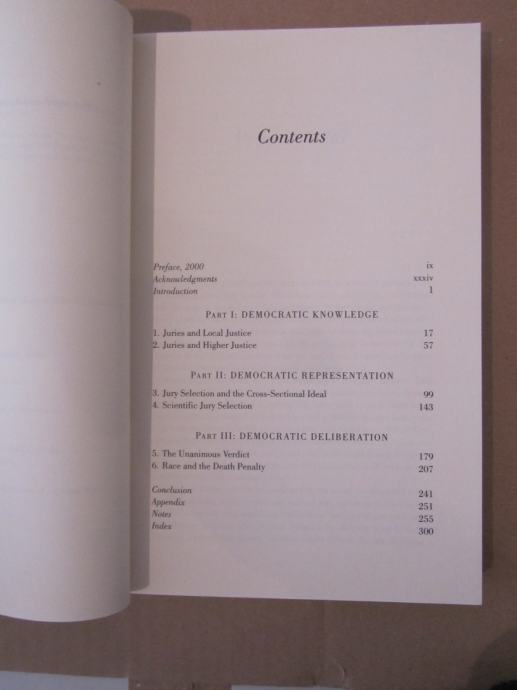 Contents
Preface, 2000 ix
Acknowledgments xxxiv
Introduction 1
PART I: DEMOCRATIC KNOWLEDGE
1. Juries and Local Justice 17
2. Juries and Higher Justice 57
PART II: DEMOCRATIC REPRESENTATION
3. Jury Selection and the Cross-Sectional Ideal 99
4. Scientific Jury Selection 143
PART III: DEMOCRATIC DELIBERATION
5. The Unanimous Verdict 179
6. Race and the Death Penalty 207
Conclusion 241
Appendix 251
Notes 255
Index 300